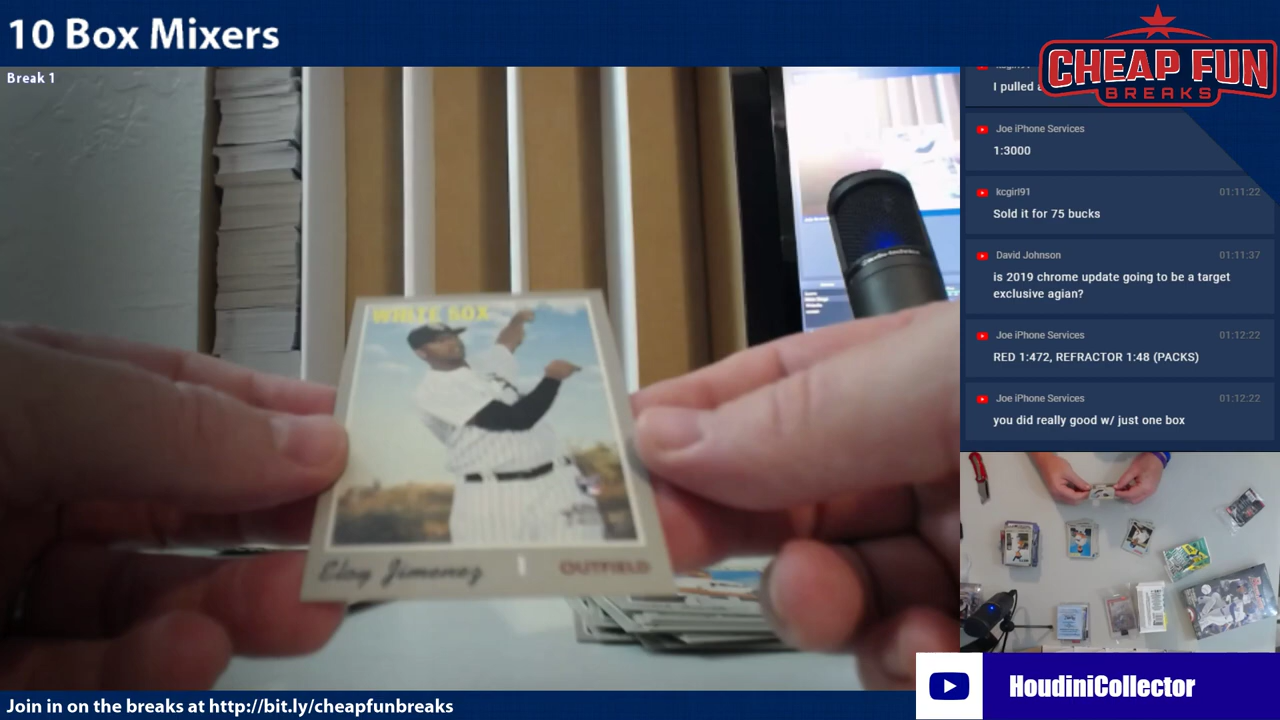 10 Box Mixers
Break 1
CHEAP FUN
BREAKS
I pulled
Joe iPhone Services
1:3000
kcgirl91
01:11:22
Sold it for 75 bucks
David Johnson
01:11:37
is 2019 chrome update going to be a target
exclusive agian?
Joe iPhone Services
01:12:22
RED 1:472, REFRACTOR 1:48 (PACKS)
Joe iPhone Services
01:12:22
you did really good w/ just one box
audio-technica
WHITE SOX
Eloy Jimenez
OUTFIELD
HoudiniCollector
Join in on the breaks at http://bit.ly/cheapfunbreaks